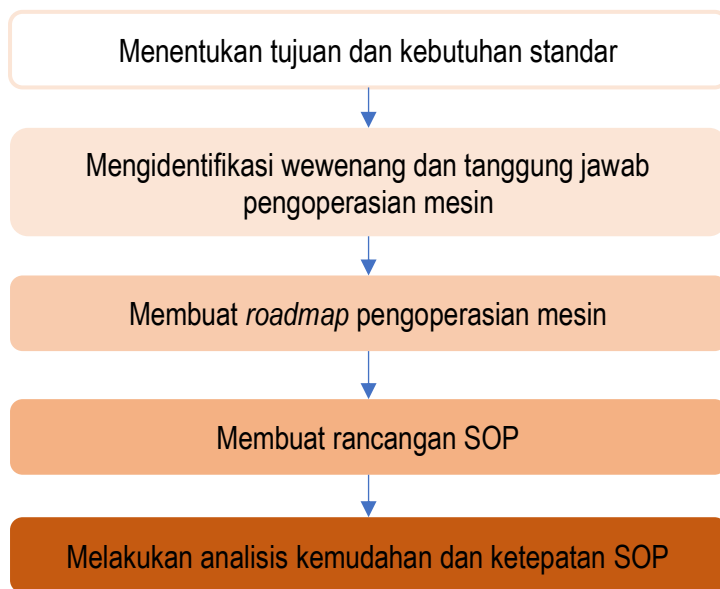 Menentukan tujuan dan kebutuhan standar
Mengidentifikasi wewenang dan tanggung jawab
pengoperasian mesin
Membuat roadmap pengoperasian mesin
Membuat rancangan SOP
Melakukan analisis kemudahan dan ketepatan SOP